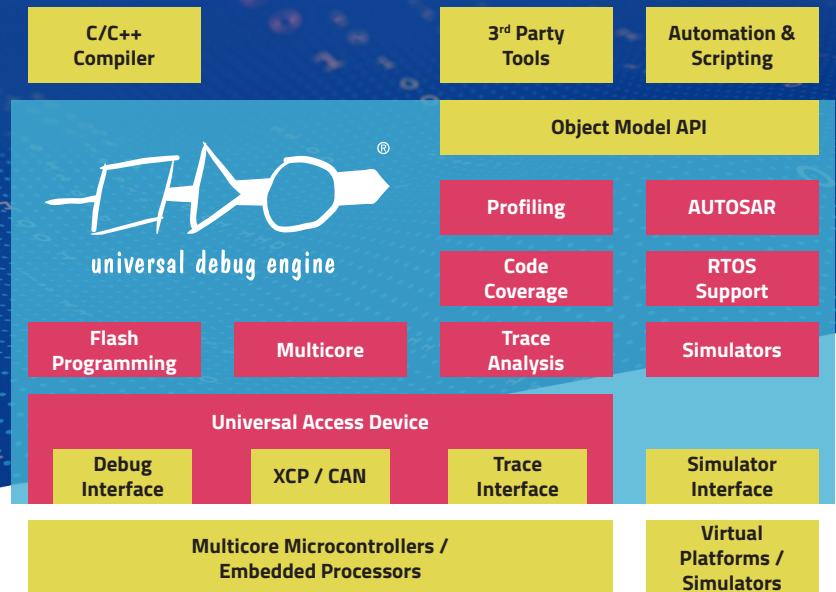 C/C++
Compiler
3rd Party
Tools
Automation &
Scripting
Object Model API
®
universal debug engine
Profiling
AUTOSAR
Code
Coverage
RTOS
Support
Flash
Programming
Multicore
Trace
Analysis
Simulators
Universal Access Device
Debug
Interface
XCP / CAN
Trace
Interface
Simulator
Interface
Multicore Microcontrollers /
Embedded Processors
Virtual
Platforms /
Simulators